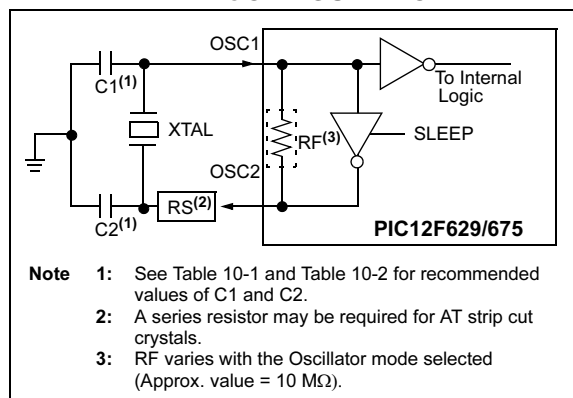 OSC1
C1(1)
To Internal
Logic
XTAL
RF(3)
SLEEP
OSC2
C2(1)
RS(2)
PIC12F629/675
Note 1: See Table 10-1 and Table 10-2 for recommended
values of C1 and C2.
2: A series resistor may be required for AT strip cut
crystals.
3: RF varies with the Oscillator mode selected
(Approx. value = 10 MΩ).